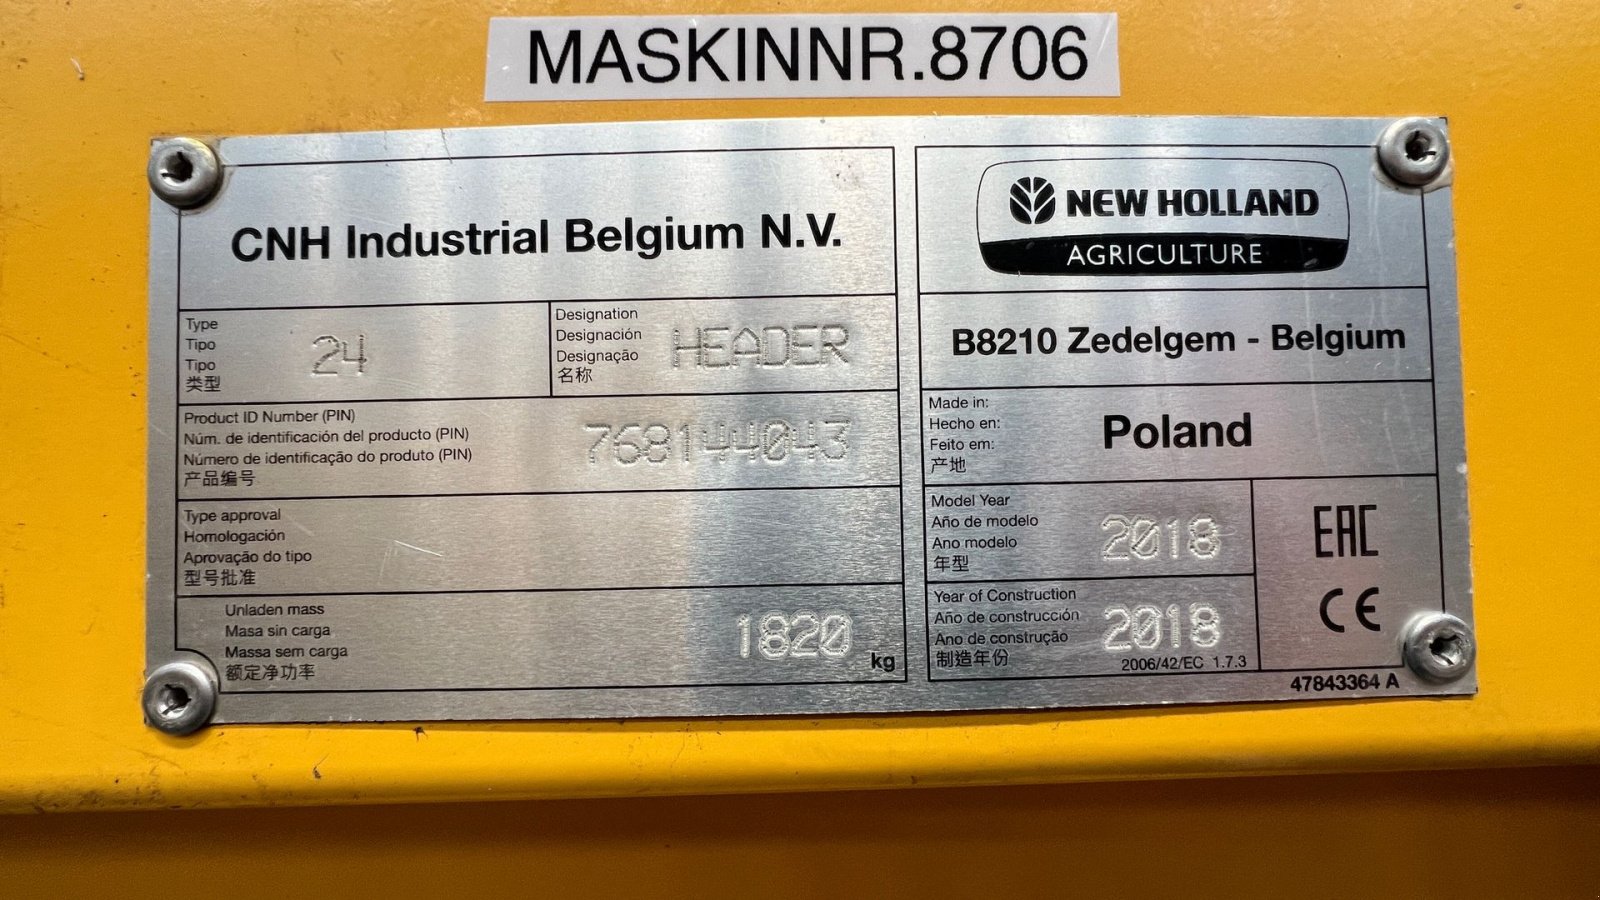 MASKINNR.8706
CNH Industrial Belgium N.V.
Type
Tipo
Tipo
类型
24
Designation
Designación
Designação
名称
HEADER
Product ID Number (PIN)
Núm. de identificación del producto (PIN)
Número de identificação do produto (PIN)
产品编号
768144043
Type approval
Homologación
Aprovação do tipo
型号批准
Unladen mass
Masa sin carga
Massa sem carga
额定净功率
1820
kg
NEW HOLLAND
AGRICULTURE
B8210 Zedelgem - Belgium
Made in:
Hecho en:
Feito em:
产地
Poland
Model Year
Año de modelo
Ano modelo
年型
2018
Year of Construction
Año de construcción
Ano de construção
制造年份
2018
2006/42/EC 1.7.3
EAC
CE
47843364 A